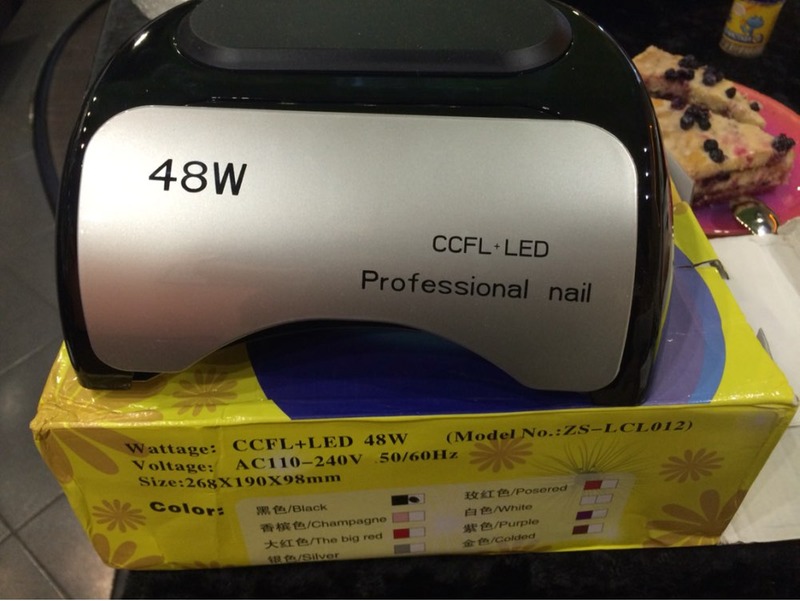 48W
CCFL+LED
Professional nail
Wattage: CCFL+LED 48W (Model No.:ZS-LCL012)
Voltage: AC110-240V 50/60Hz
Size:268X190X98mm
Color:
黑色/Black
香槟色/Champagne
大红色/The big red
银色/Silver
玫红色/Posered
白色/White
紫色/Purple
金色/Colded